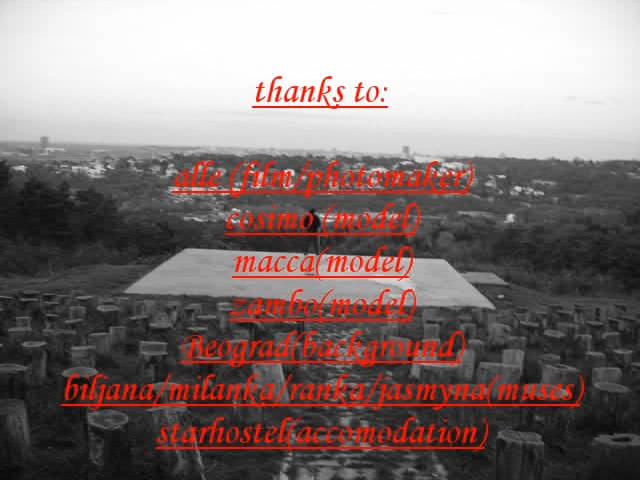 thanks to:
alle (film/photomaker)
cosimo (model)
macca(model)
zambo(model)
Beograd(background)
biljana/milanka/ranka/jasmyna(muses)
starhostel(accomodation)